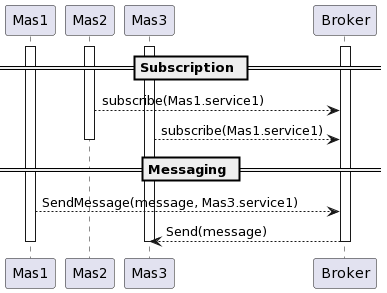 Mas1 Mas2 Mas3 Broker
Subscription
subscribe(Mas1.service1)
subscribe(Mas1.service1)
Messaging
SendMessage(message, Mas3.service1)
Send(message)
Mas1 Mas2 Mas3 Broker